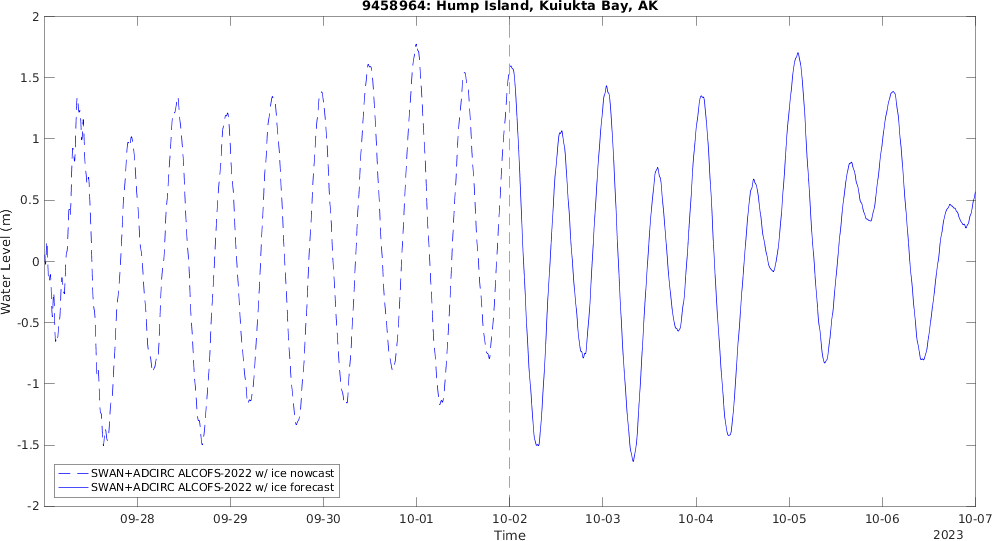 9458964: Hump Island, Kuiukta Bay, AK
Water Level (m)
2
1.5
1
0.5
0
-0.5
-1
-1.5
-2
SWAN+ADCIRC ALCOFS-2022 w/ ice nowcast
SWAN+ADCIRC ALCOFS-2022 w/ ice forecast
09-28 09-29 09-30 10-01 10-02 10-03 10-04 10-05 10-06 10-07
Time
2023